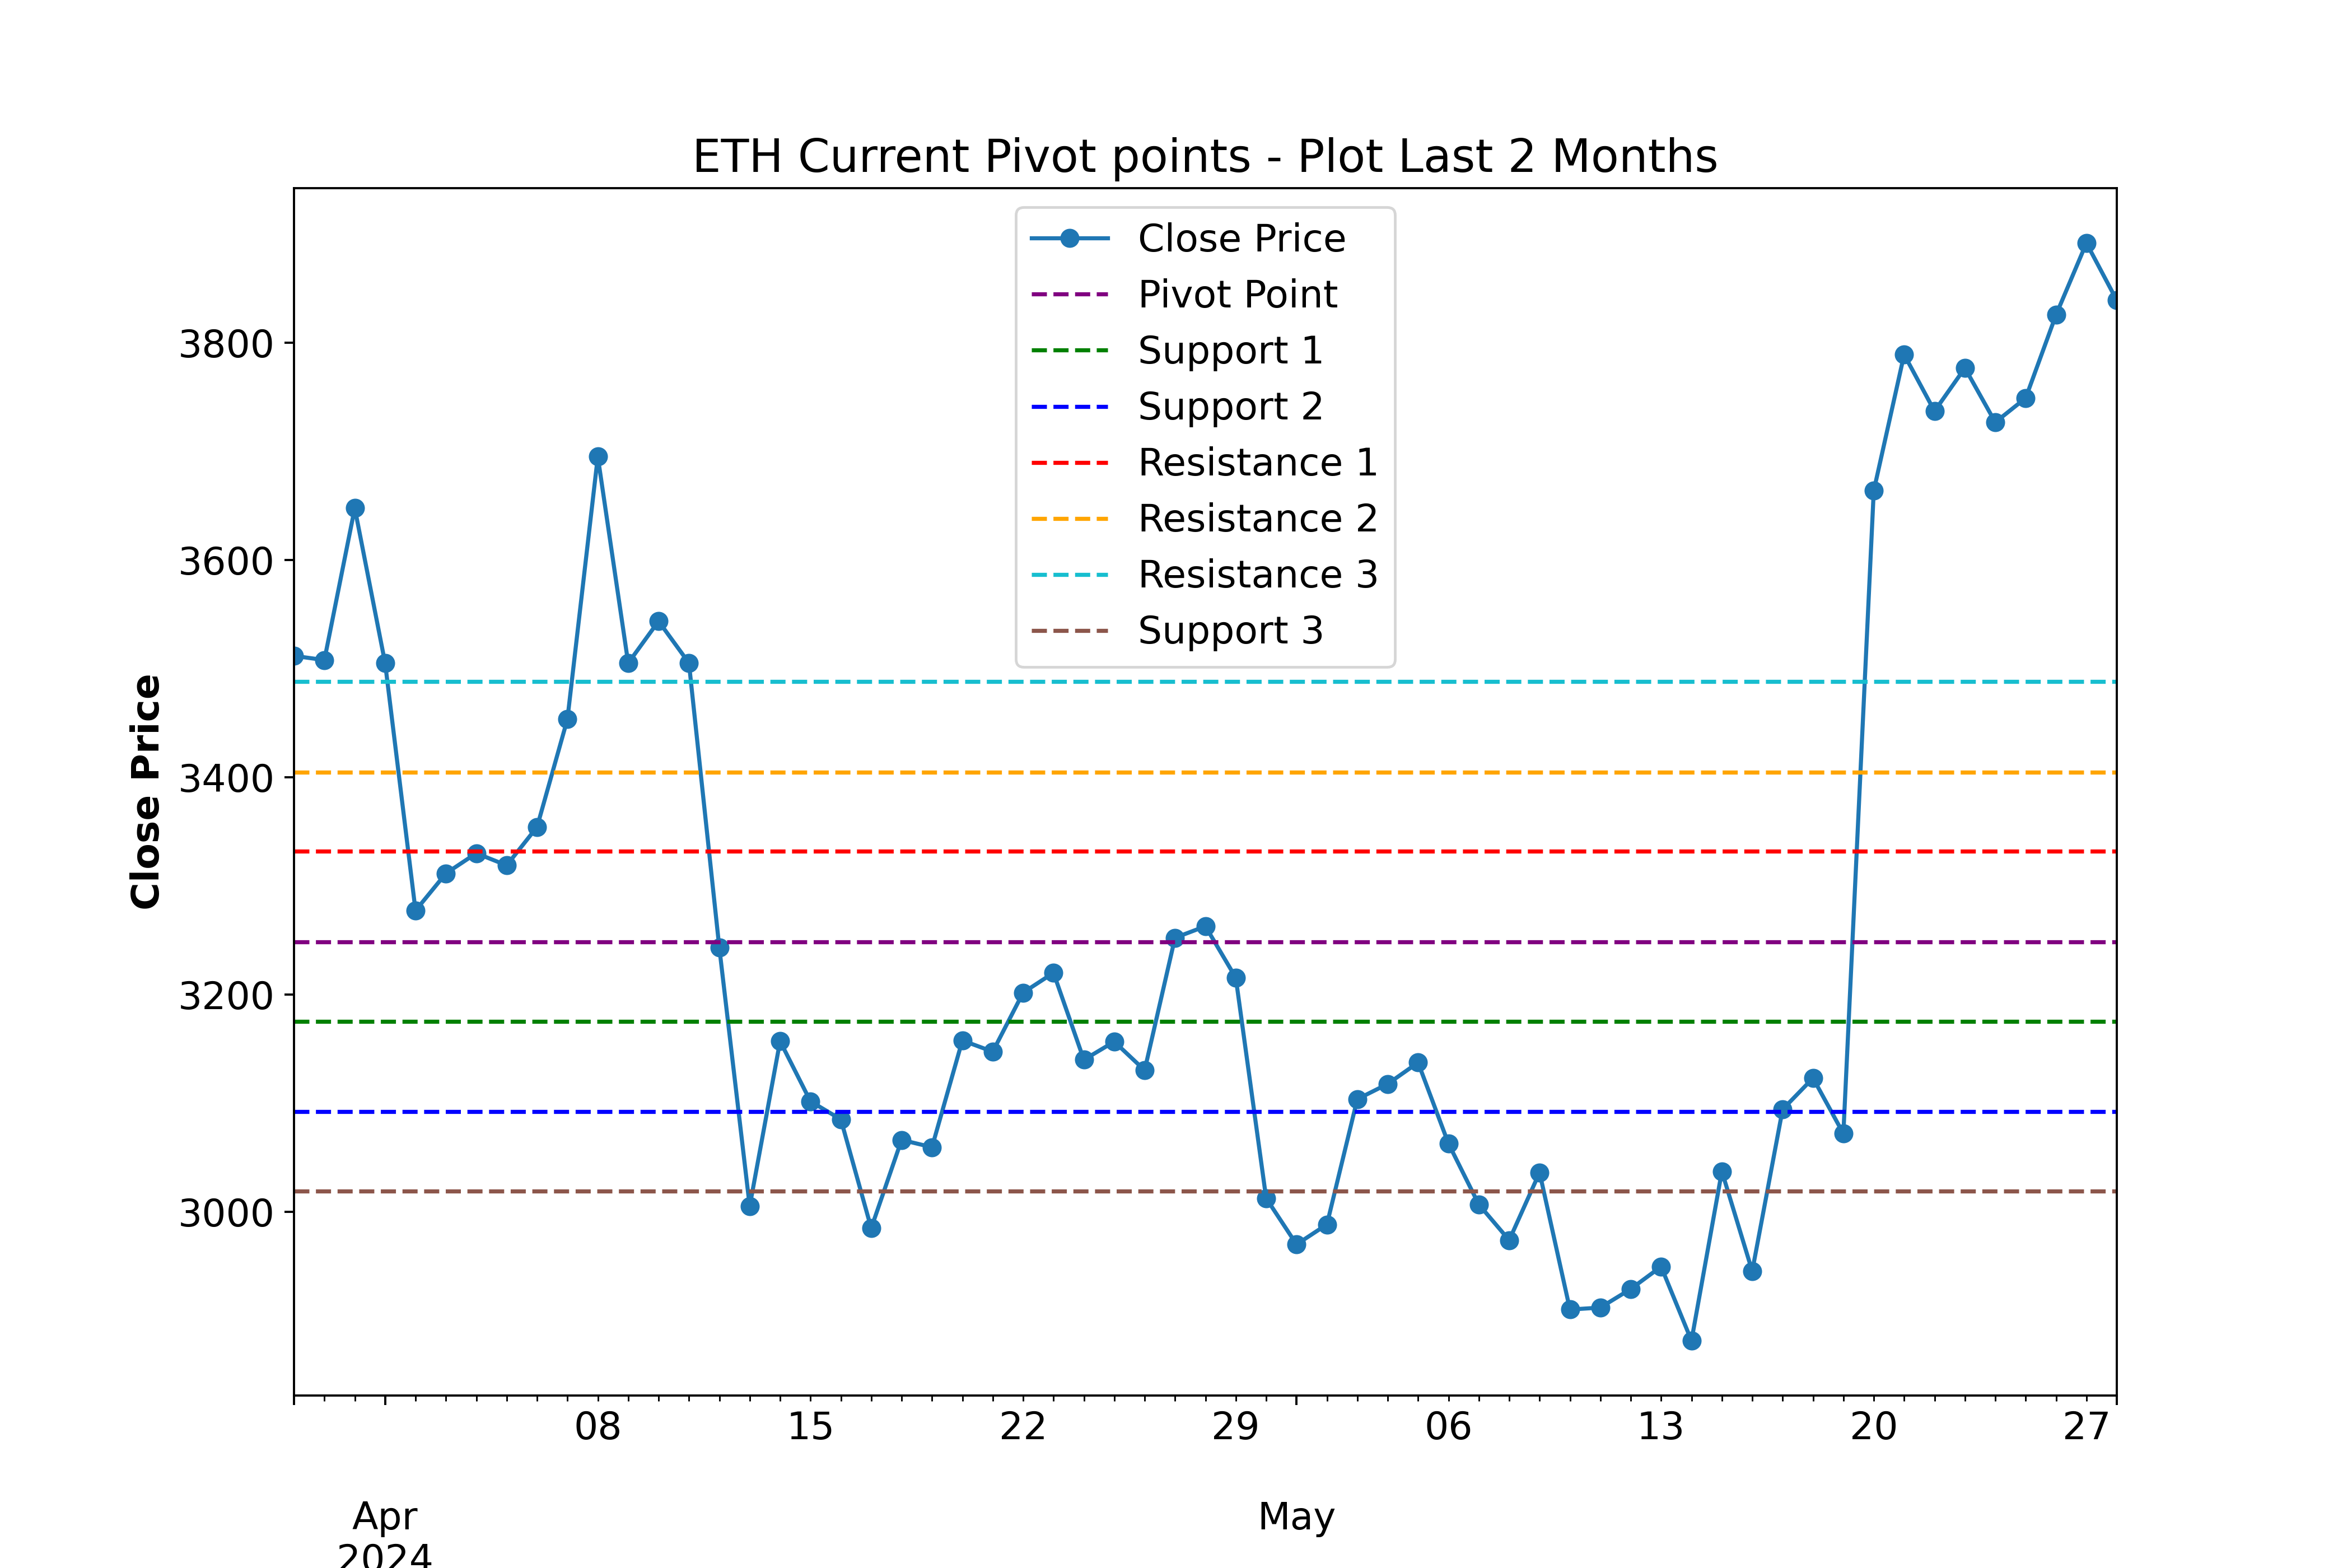 ETH Current Pivot points - Plot Last 2 Months
Close Price
Pivot Point
Support 1
Support 2
Resistance 1
Resistance 2
Resistance 3
Support 3
Close Price
3800
3600
3400
3200
3000
08 15 22 29 06 13 20 27
Apr May
2024